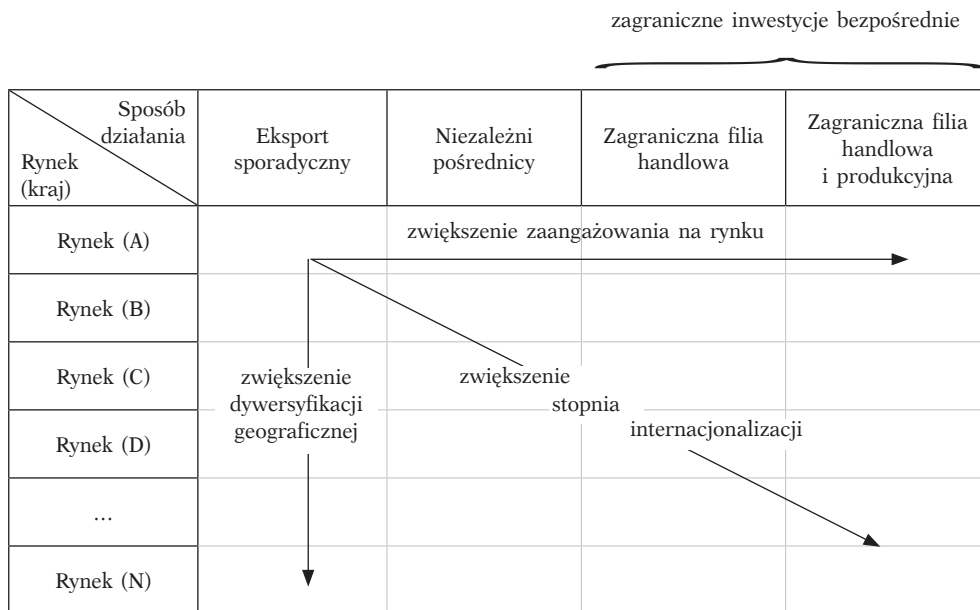 zagraniczne inwestycje bezpośrednie
Sposób
działania
Rynek
(kraj)
Eksport
sporadyczny
Niezależni
pośrednicy
Zagraniczna filia
handlowa
Zagraniczna filia
handlowa
i produkcyjna
Rynek (A)
zwiększenie zaangażowania na rynku
Rynek (B)
Rynek (C)
zwiększenie
dywersyfikacji
geograficznej
zwiększenie
stopnia
internacjonalizacji
Rynek (D)
...
Rynek (N)